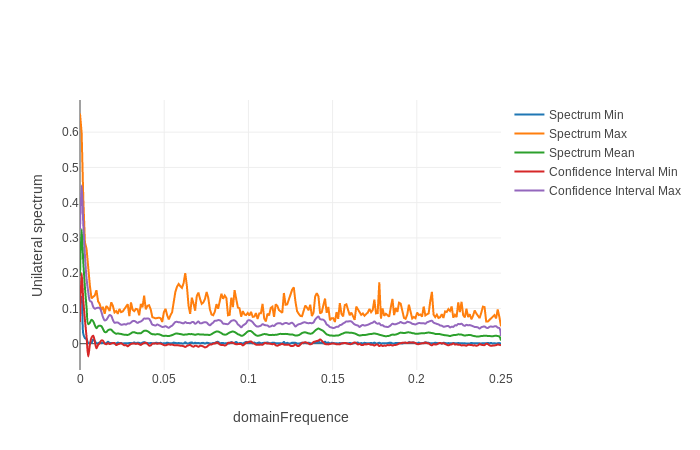 Unilateral spectrum
0.6
0.5
0.4
0.3
0.2
0.1
0
0
0.05
0.1
0.15
0.2
0.25
domainFrequence
Spectrum Min
Spectrum Max
Spectrum Mean
Confidence Interval Min
Confidence Interval Max